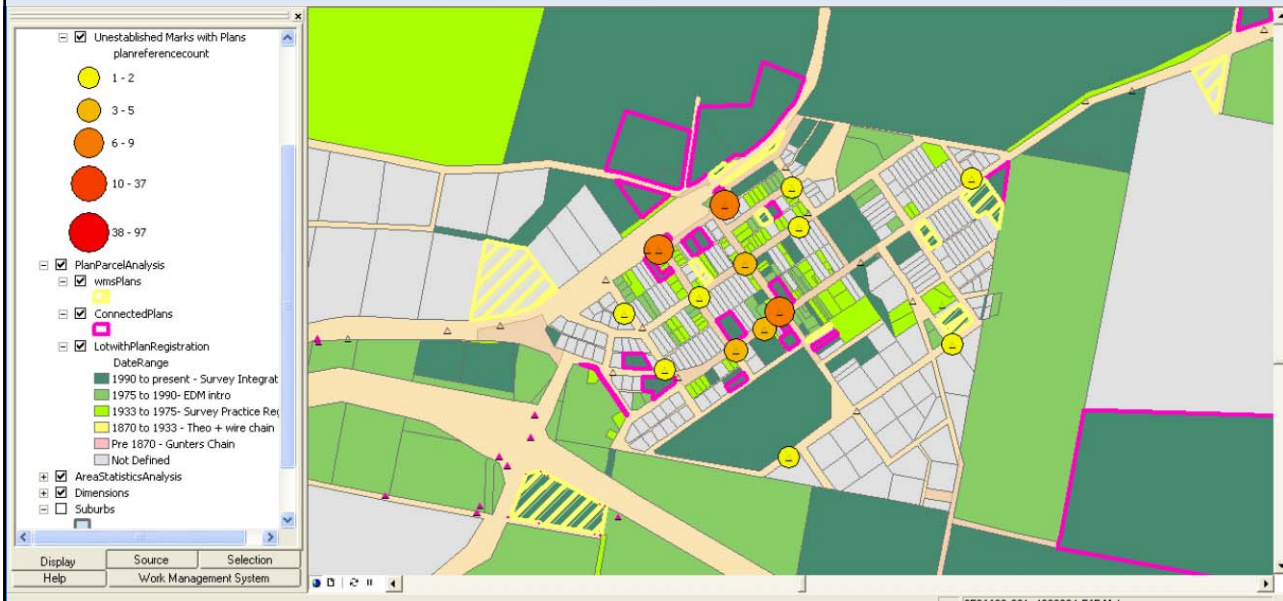 Unestablished Marks with Plans
planreferencecount
1 - 2
3 - 5
6 - 9
10 - 37
38 - 97
PlanParcelAnalysis
wmsPlans
ConnectedPlans
LotwithPlanRegistration
DateRange
1990 to present - Survey Integrat
1975 to 1990- EDM intro
1933 to 1975- Survey Practice Reg
1870 to 1933 - Theo + wire chain
Pre 1870 - Gunters Chain
Not Defined
AreaStatisticsAnalysis
Dimensions
Suburbs
Display Source Selection
Help Work Management System